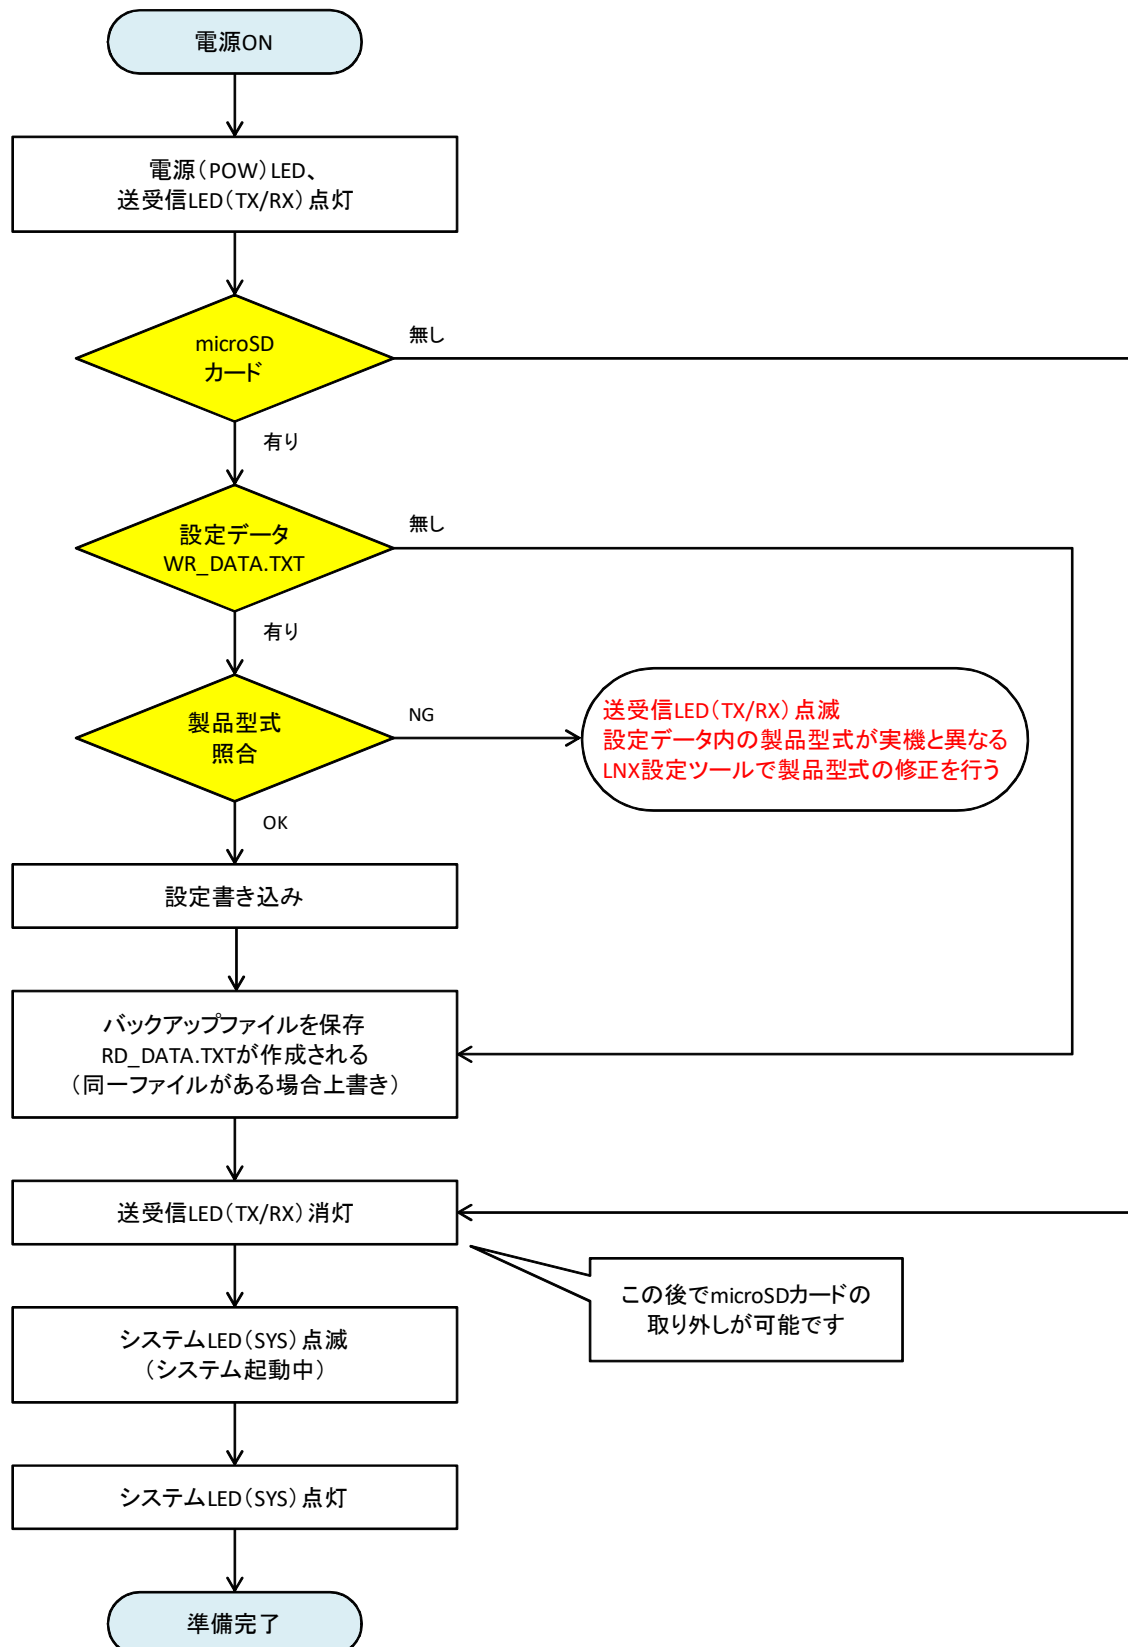 電源ON
電源（POW）LED、
送受信LED（TX/RX）点灯
microSD
カード
無し
有り
設定データ
WR_DATA.TXT
無し
有り
製品型式
照合
NG
送受信LED（TX/RX）点滅
設定データ内の製品型式が実機と異なる
LNX設定ツールで製品型式の修正を行う
OK
設定書き込み
バックアップファイルを保存
RD_DATA.TXTが作成される
（同一ファイルがある場合上書き）
送受信LED（TX/RX）消灯
この後でmicroSDカードの
取り外しが可能です
システムLED（SYS）点滅
（システム起動中）
システムLED（SYS）点灯
準備完了